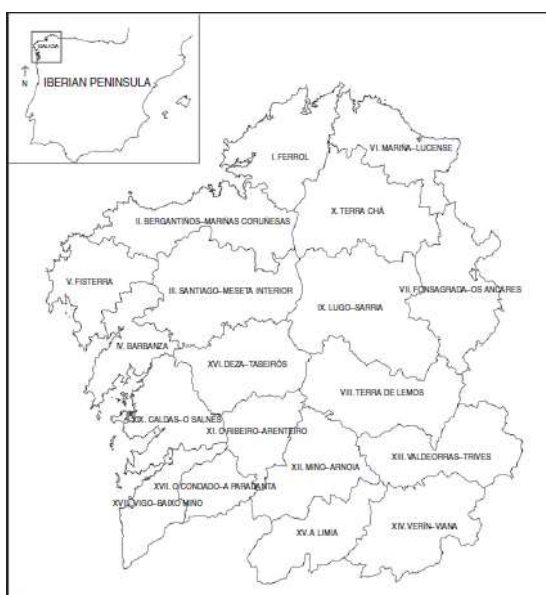 GALICIA
N
IBERIAN PENINSULA
I. FERROL
VI. MARIÑA–LUCENSE
X. TERRA CHÁ
II. BERGANTIÑOS–MARIÑAS CORUÑESAS
V. FISTERRA
III. SANTIAGO–MESETA INTERIOR
VII. FONSAGRADA–OS ANCARES
IX. LUGO–SARRIA
IV. BARBANZA
XVI. DEZA–TABEIRÓS
VIII. TERRA DE LEMOS
XIX. CALDAS–O SALNÉS
XI. O RIBEIRO–ARENTEIRO
XII. MIÑO–ARNOIA
XIII. VALDEORRAS–TRIVES
XVII. O CONDADO–A PARADANTA
VIGO–BAIXO MIÑO
XV. A LIMIA
XIV. VERÍN–VIANA